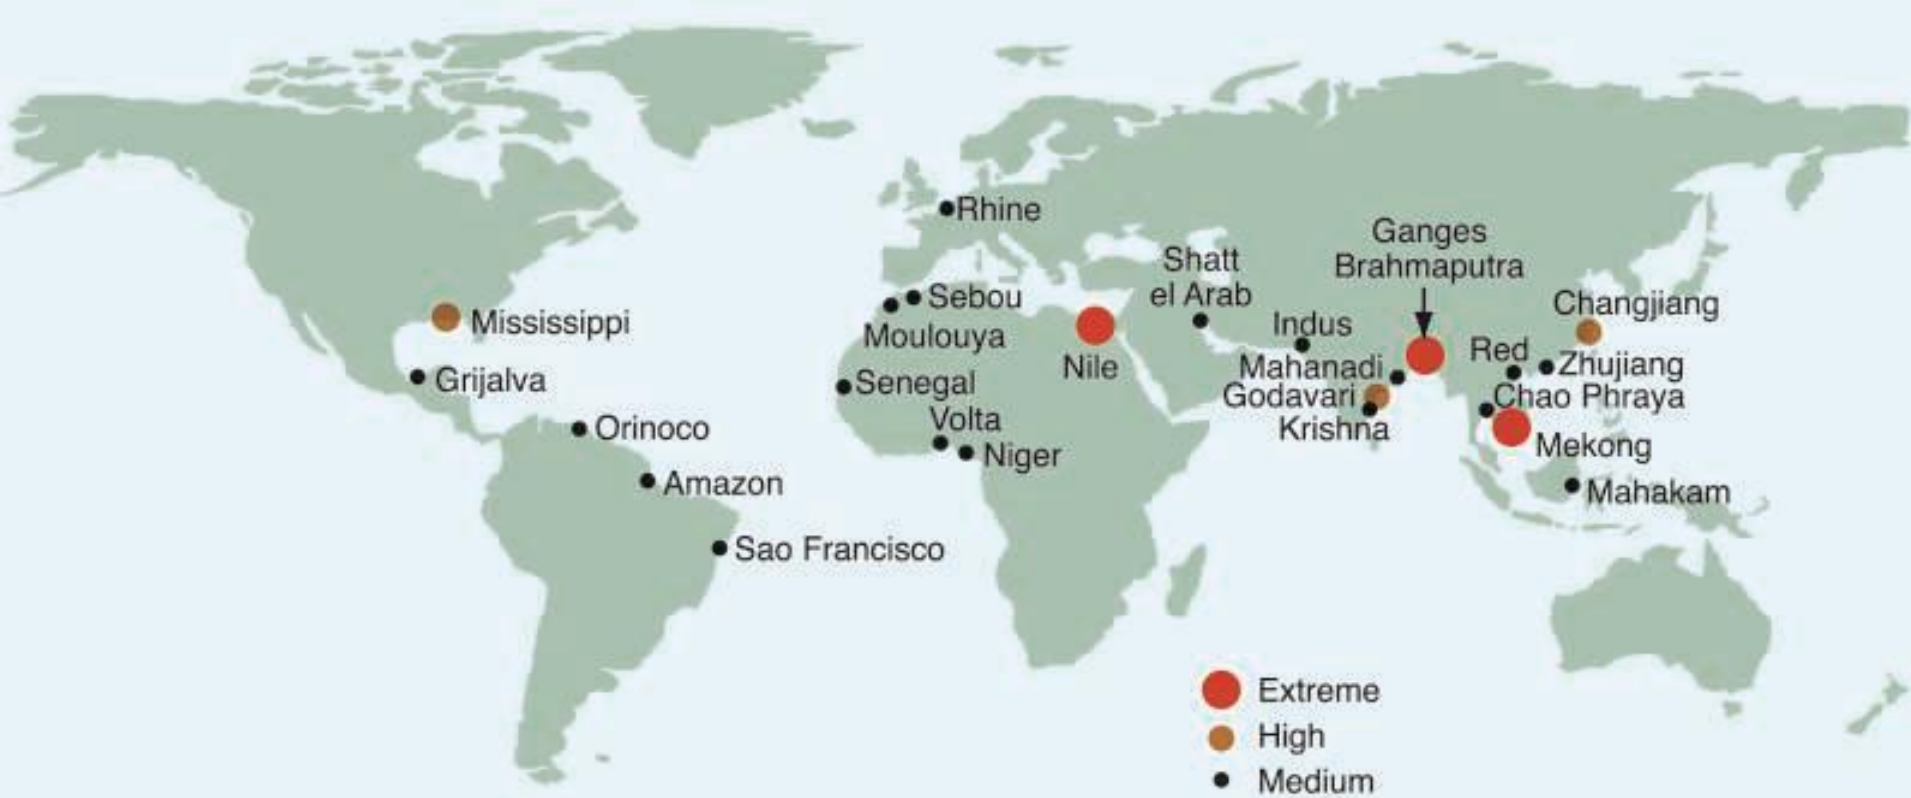 Rhine
Ganges
Brahmaputra
Shatt
el Arab
Sebou
Moulouya
Changjiang
Mississippi
Indus
Nile
Red
Mahanadi
Zhujiang
Grijalva
Senegal
Godavari
Chao Phraya
Volta
Krishna
Orinoco
Niger
Mekong
Amazon
Mahakam
Sao Francisco
Extreme
High
Medium